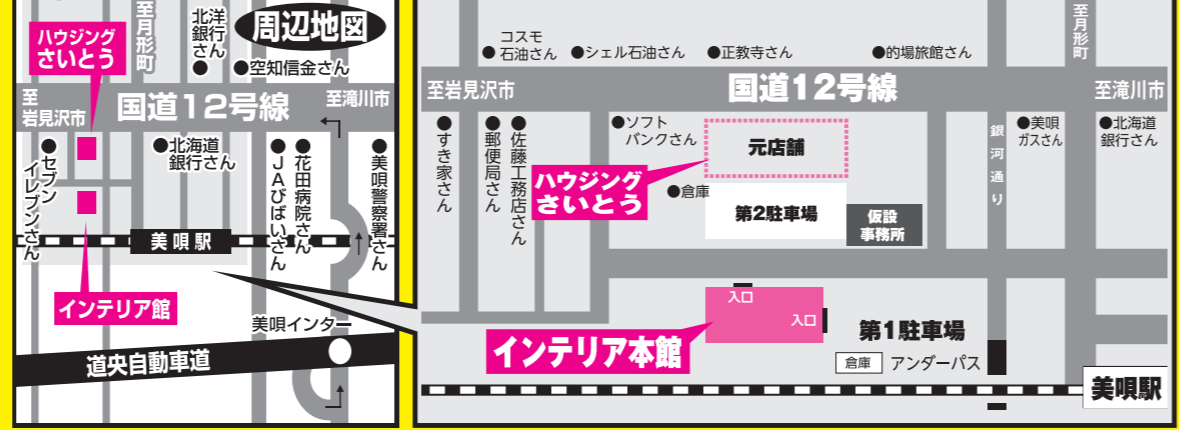 ハウジング
さいとう
至月形町
北洋
銀行さん
周辺地図
空知信金さん
至
岩見沢市
国道12号線
至滝川市
セブン
イレブンさん
北海道
銀行さん
JAびばいさん
花田病院さん
美唄警察署さん
美唄駅
インテリア館
美唄インター
道央自動車道
コスモ
石油さん
シェル石油さん
正教寺さん
的場旅館さん
至月形町
至岩見沢市
国道12号線
至滝川市
すき家さん
郵便局さん
佐藤工務店さん
ソフト
バンクさん
元店舗
銀河通り
美唄
ガスさん
北海道
銀行さん
ハウジング
さいとう
倉庫
第2駐車場
仮設
事務所
入口
入口
インテリア本館
第1駐車場
倉庫
アンダーパス
美唄駅